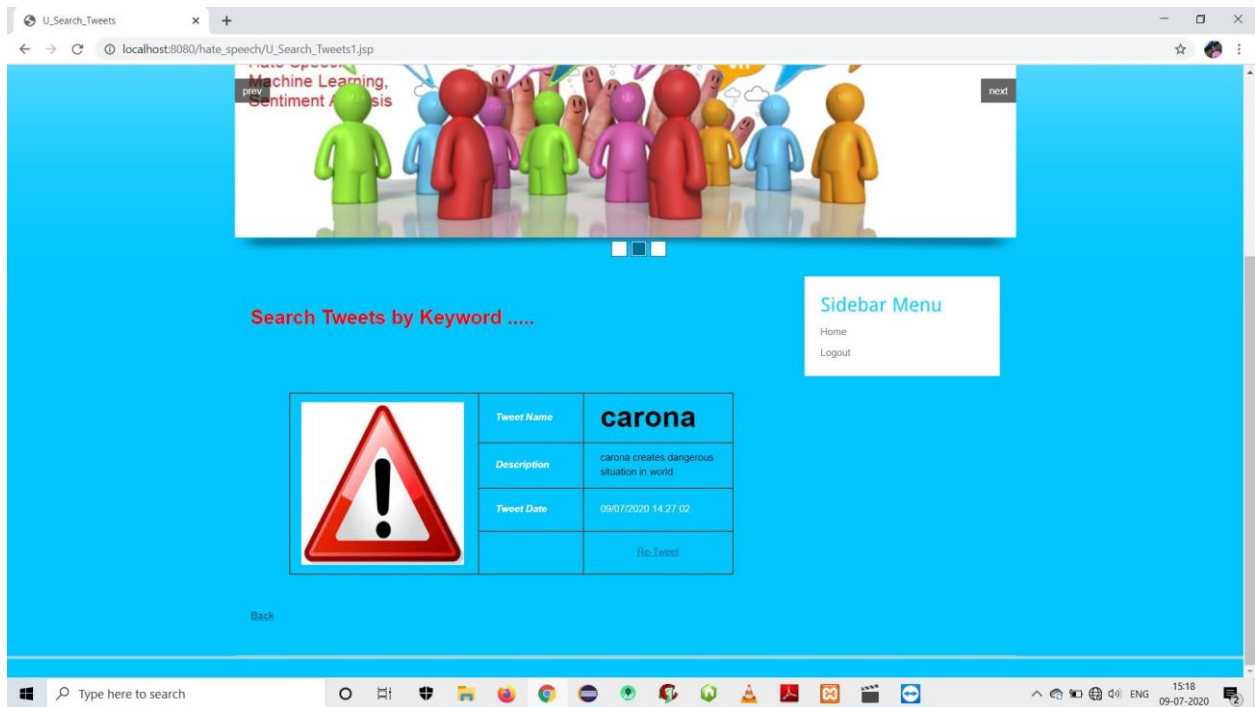 U_Search_Tweets
localhost:8080/hate_speech/U_Search_Tweets1.jsp
Machine Learning,
prev
next
Sidebar Menu
Home
Logout
Search Tweets by Keyword .....
Tweet Name
carona
Description
carona creates dangerous
situation in world
Tweet Date
09/07/2020 14:27:02
Re-Tweet
Back
Type here to search
ENG
15:18
09-07-2020
2